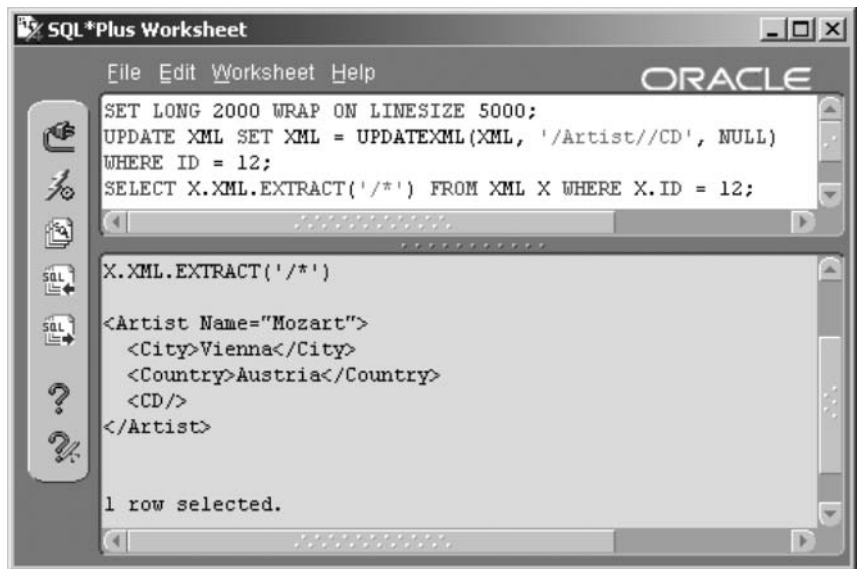 SQL*Plus Worksheet
File Edit Worksheet Help
ORACLE
SET LONG 2000 WRAP ON LINESIZE 5000;
UPDATE XML SET XML = UPDATEXML(XML, '/Artist//CD', NULL)
WHERE ID = 12;
SELECT X.XML.EXTRACT('/*') FROM XML X WHERE X.ID = 12;
SQL
SQL
X.XML.EXTRACT('/*')
<Artist Name="Mozart">
  <City>Vienna</City>
  <Country>Austria</Country>
  <CD/>
</Artist>
1 row selected.